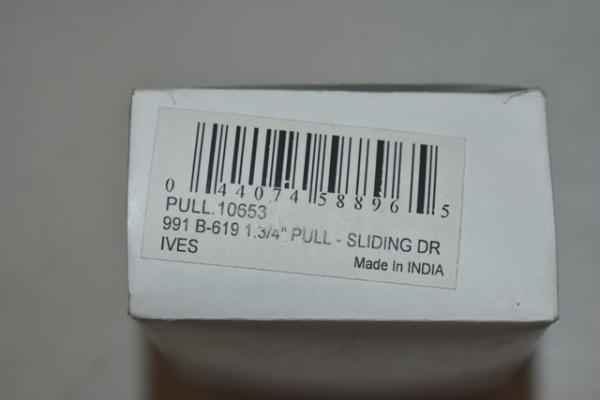 0 44074 58896 5
PULL.10653
991 B-619 1.3/4" PULL - SLIDING DR
IVES
Made In INDIA